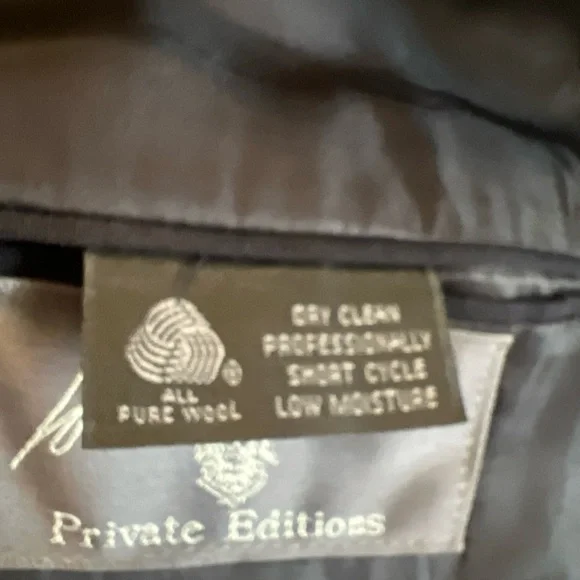 ALL
PURE WOOL
DRY CLEAN
PROFESSIONALLY
SHORT CYCLE
LOW MOISTURE
Private Editions